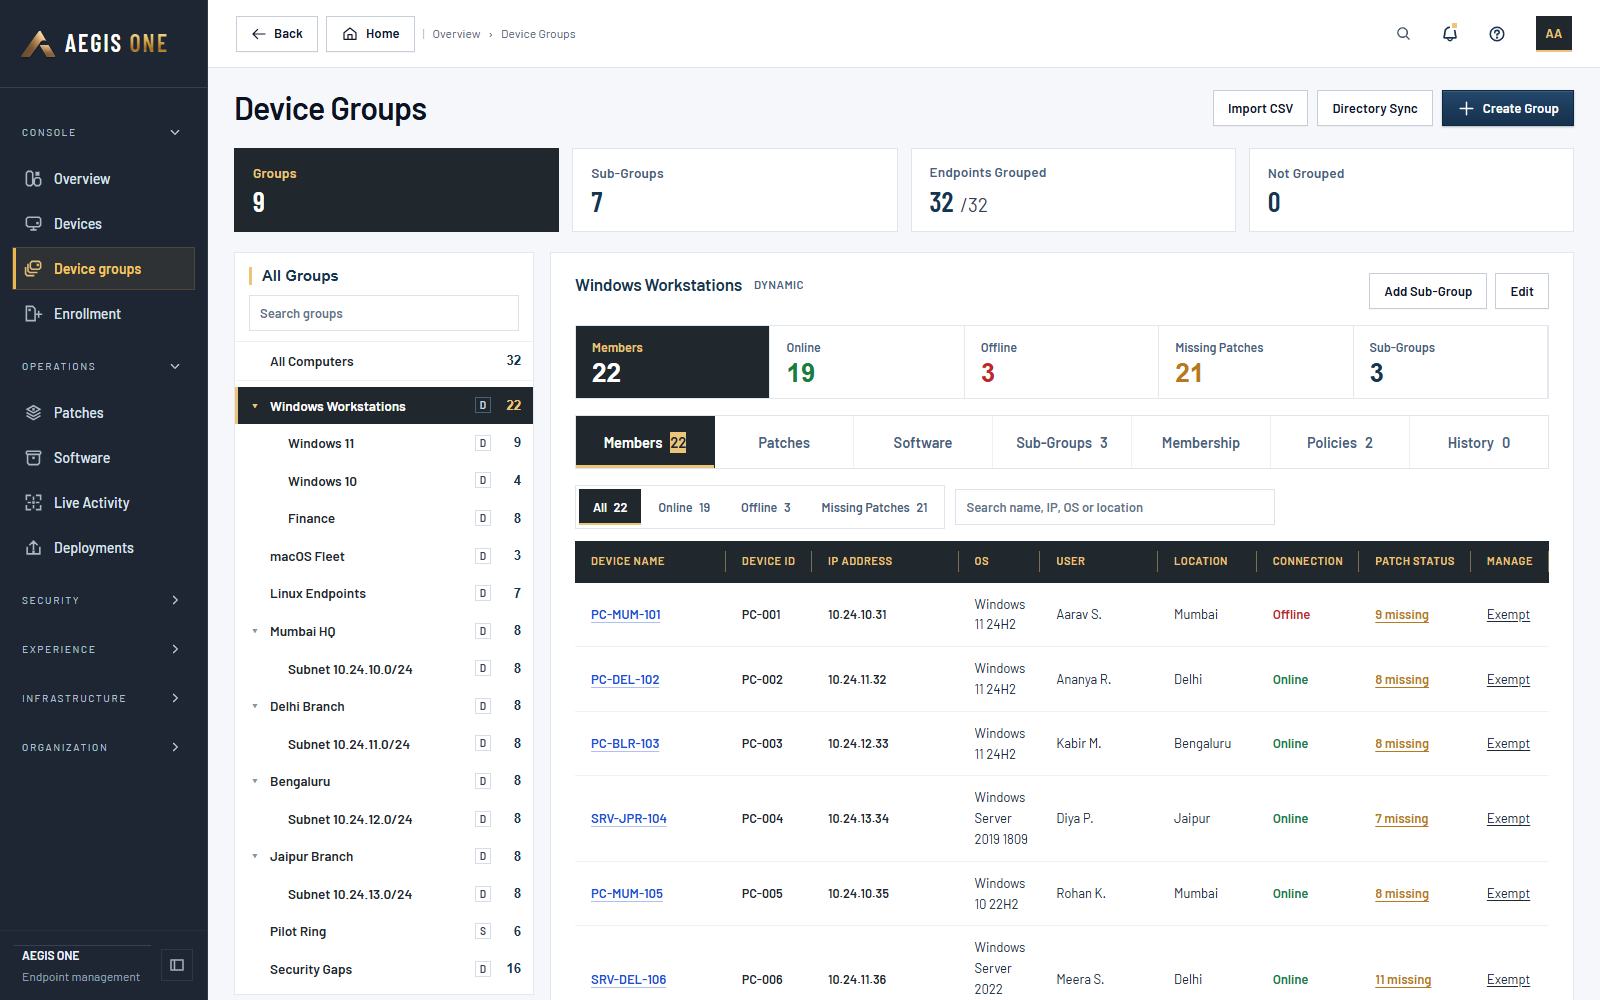 AEGIS ONE
Back
Home
Overview › Device Groups
AA
CONSOLE
Overview
Devices
Device groups
Enrollment
OPERATIONS
Patches
Software
Live Activity
Deployments
SECURITY
EXPERIENCE
INFRASTRUCTURE
ORGANIZATION
AEGIS ONE
Endpoint management
Device Groups
Import CSV
Directory Sync
Create Group
Groups
9
Sub-Groups
7
Endpoints Grouped
32 /32
Not Grouped
0
All Groups
Search groups
All Computers 32
Windows Workstations D 22
Windows 11 D 9
Windows 10 D 4
Finance D 8
macOS Fleet D 3
Linux Endpoints D 7
Mumbai HQ D 8
Subnet 10.24.10.0/24 D 8
Delhi Branch D 8
Subnet 10.24.11.0/24 D 8
Bengaluru D 8
Subnet 10.24.12.0/24 D 8
Jaipur Branch D 8
Subnet 10.24.13.0/24 D 8
Pilot Ring S 6
Security Gaps D 16
Windows Workstations DYNAMIC
Add Sub-Group
Edit
Members
22
Online
19
Offline
3
Missing Patches
21
Sub-Groups
3
Members 22
Patches
Software
Sub-Groups 3
Membership
Policies 2
History 0
All 22
Online 19
Offline 3
Missing Patches 21
Search name, IP, OS or location
DEVICE NAME DEVICE ID IP ADDRESS OS USER LOCATION CONNECTION PATCH STATUS MANAGE
PC-MUM-101 PC-001 10.24.10.31 Windows 11 24H2 Aarav S. Mumbai Offline 9 missing Exempt
PC-DEL-102 PC-002 10.24.11.32 Windows 11 24H2 Ananya R. Delhi Online 8 missing Exempt
PC-BLR-103 PC-003 10.24.12.33 Windows 11 24H2 Kabir M. Bengaluru Online 8 missing Exempt
SRV-JPR-104 PC-004 10.24.13.34 Windows Server 2019 1809 Diya P. Jaipur Online 7 missing Exempt
PC-MUM-105 PC-005 10.24.10.35 Windows 10 22H2 Rohan K. Mumbai Online 8 missing Exempt
SRV-DEL-106 PC-006 10.24.11.36 Windows Server 2022 Meera S. Delhi Online 11 missing Exempt